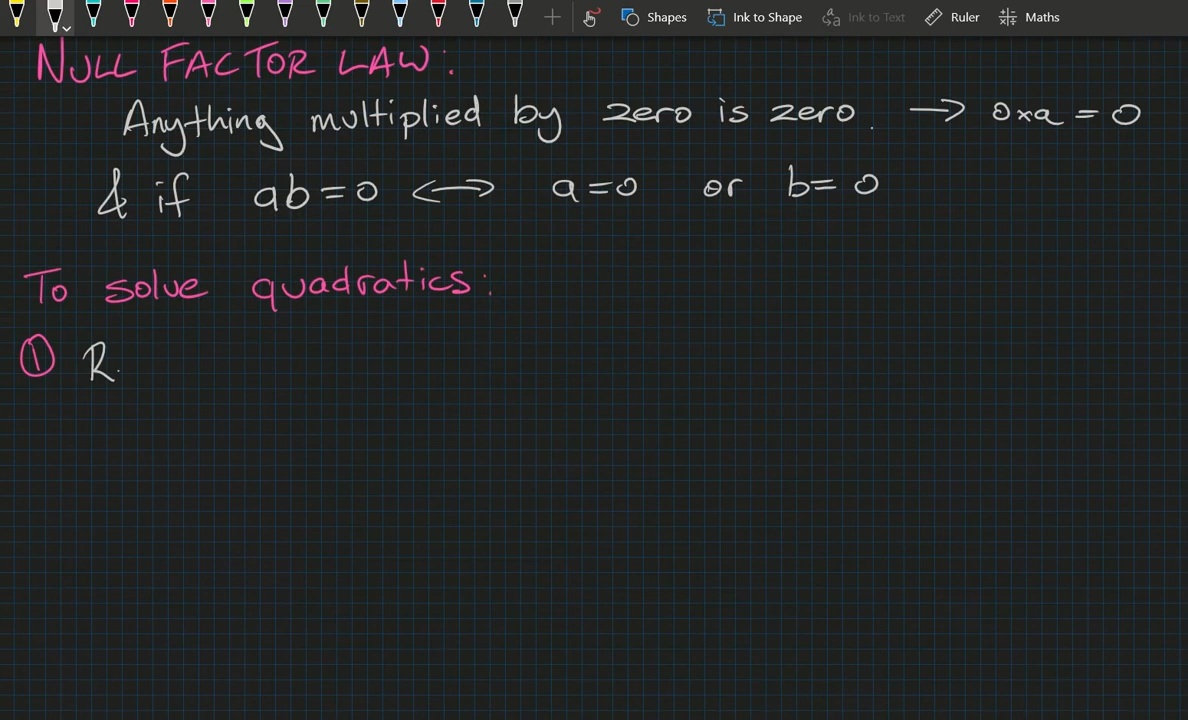 Shapes Ink to Shape Ink to Text Ruler Maths
NULL FACTOR LAW:
Anything multiplied by zero is zero. → 0×a = 0
& if ab=0 ↔ a=0 or b=0
To solve quadratics:
① R.